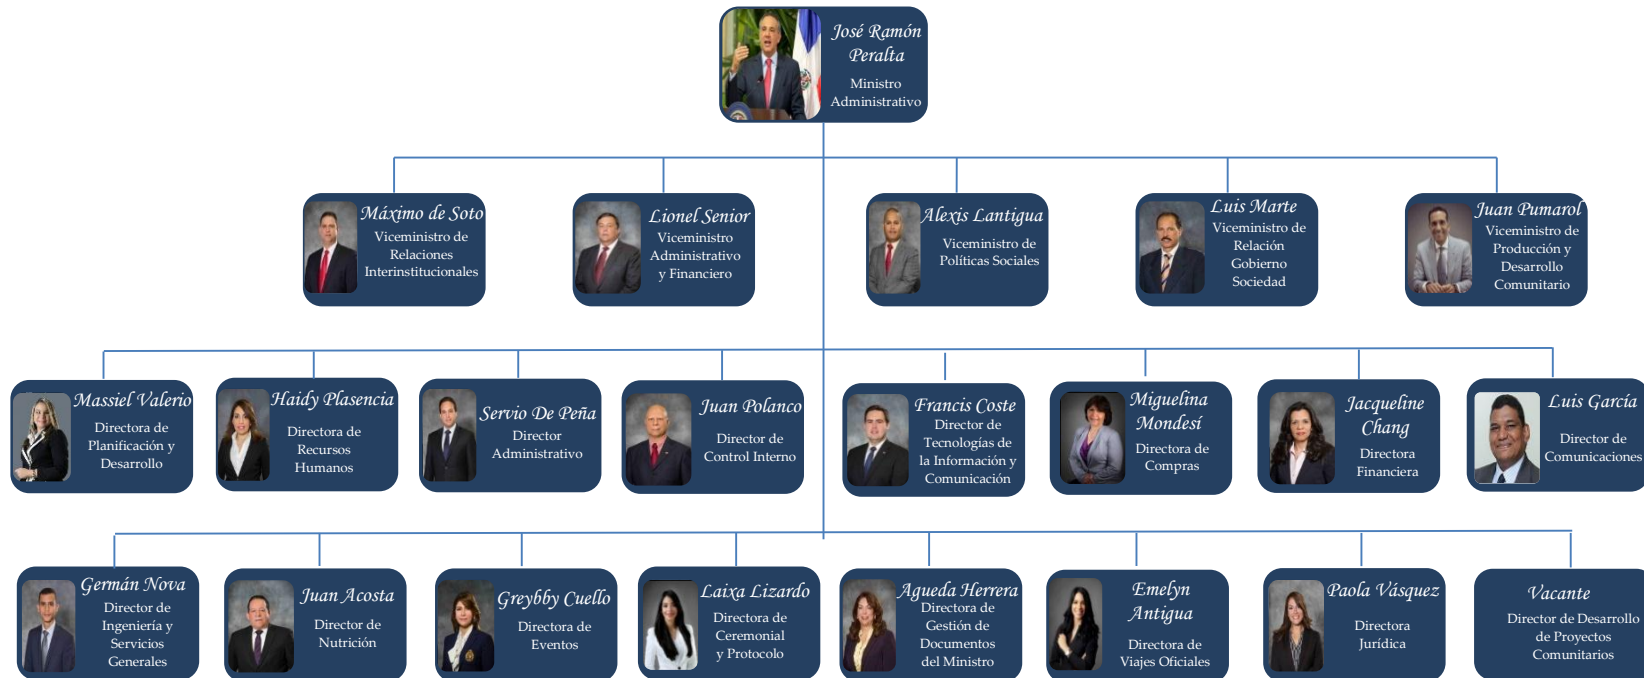 José Ramón
Peralta
Ministro
Administrativo
Máximo de Soto
Viceministro de
Relaciones
Interinstitucionales
Lionel Senior
Viceministro
Administrativo
y Financiero
Alexis Lantigua
Viceministro de
Políticas Sociales
Luis Marte
Viceministro de
Relación
Gobierno
Sociedad
Juan Pumarol
Viceministro de
Producción y
Desarrollo
Comunitario
Massiel Valerio
Directora de
Planificación y
Desarrollo
Haidy Plasencia
Directora de
Recursos
Humanos
Servio De Peña
Director
Administrativo
Juan Polanco
Director de
Control Interno
Francis Coste
Director de
Tecnologías de
la Información y
Comunicación
Miguelina
Mondesí
Directora de
Compras
Jacqueline
Chang
Directora
Financiera
Luis García
Director de
Comunicaciones
Germán Nova
Director de
Ingeniería y
Servicios
Generales
Juan Acosta
Director de
Nutrición
Greybby Cuello
Directora de
Eventos
Laixa Lizardo
Directora de
Ceremonial
y Protocolo
Agueda Herrera
Directora de
Gestión de
Documentos
del Ministro
Emelyn
Antigua
Directora de
Viajes Oficiales
Paola Vásquez
Directora
Jurídica
Vacante
Director de Desarrollo
de Proyectos
Comunitarios